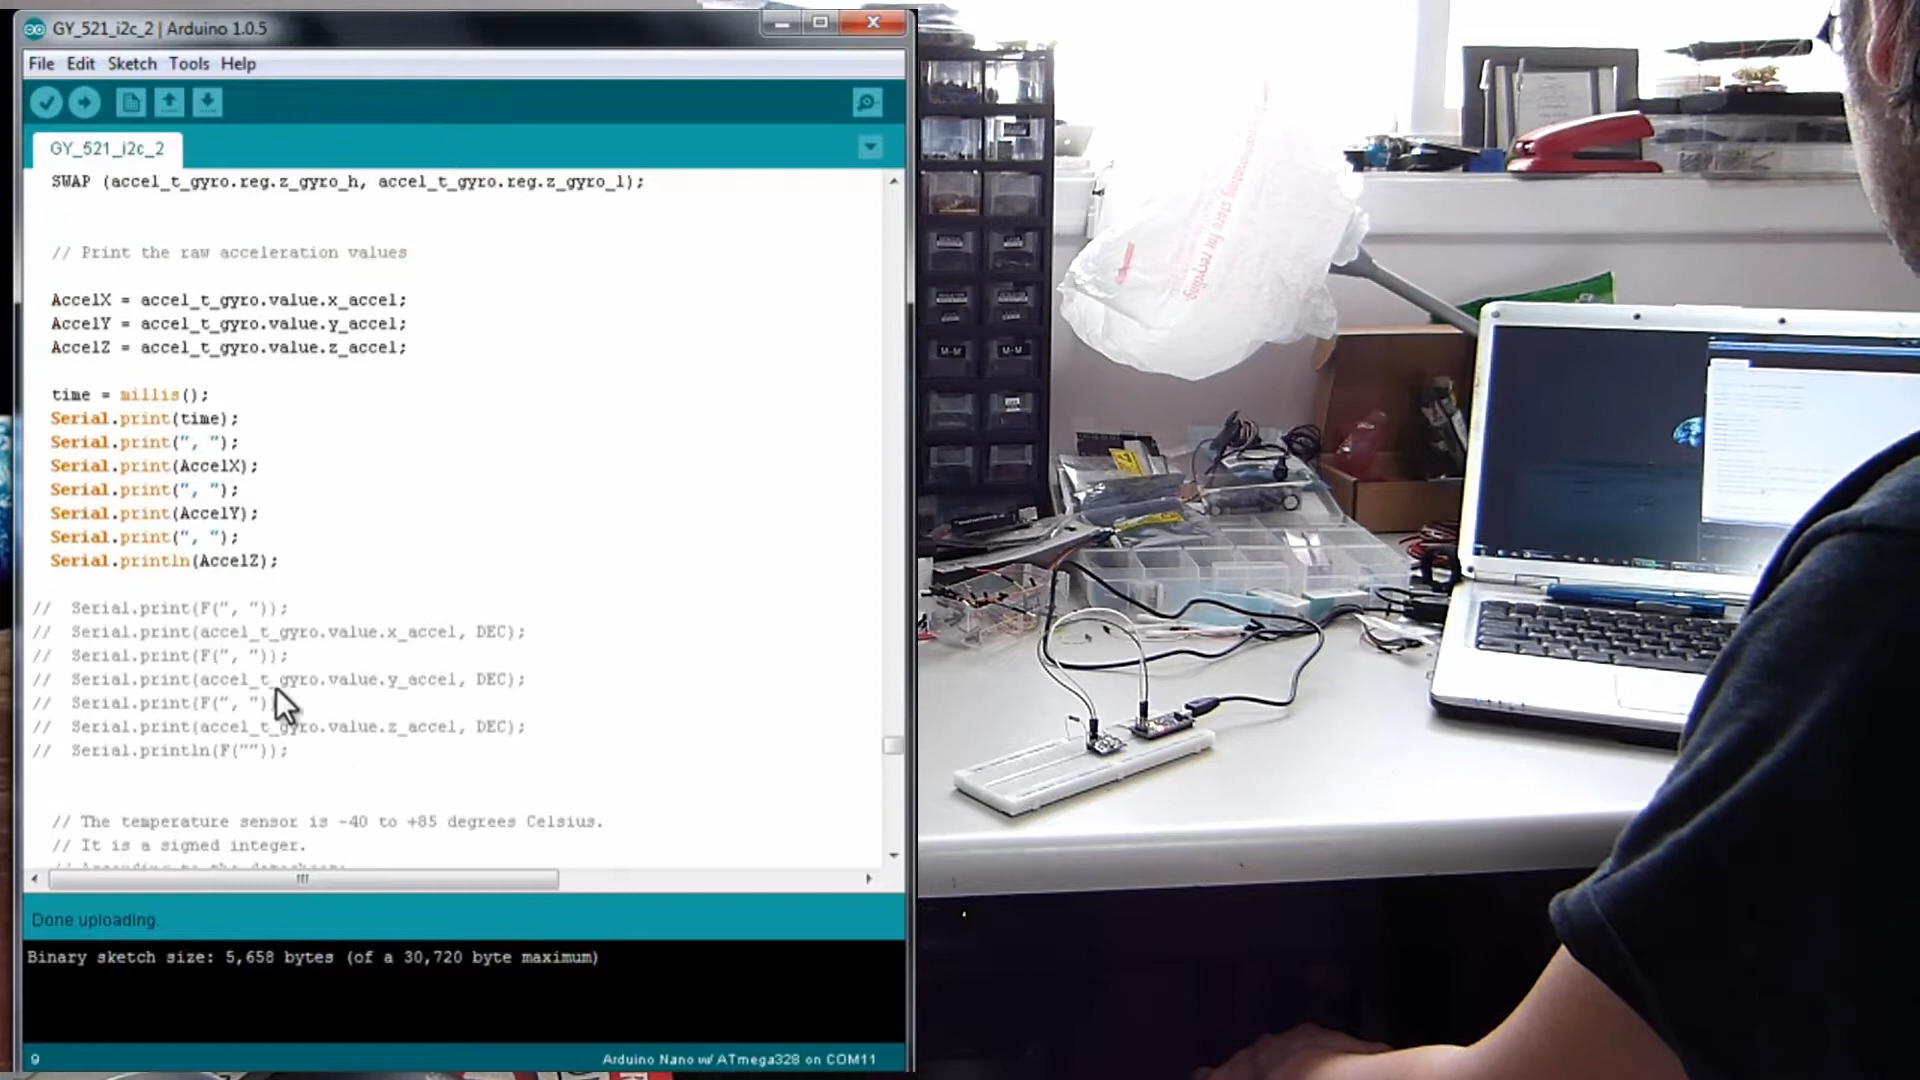 GY_521_i2c_2 | Arduino 1.0.5
File Edit Sketch Tools Help
GY_521_i2c_2
SWAP (accel_t_gyro.reg.z_gyro_h, accel_t_gyro.reg.z_gyro_l);
// Print the raw acceleration values
AccelX = accel_t_gyro.value.x_accel;
AccelY = accel_t_gyro.value.y_accel;
AccelZ = accel_t_gyro.value.z_accel;
time = millis();
Serial.print(time);
Serial.print(", ");
Serial.print(AccelX);
Serial.print(", ");
Serial.print(AccelY);
Serial.print(", ");
Serial.println(AccelZ);
// Serial.print(F(", "));
// Serial.print(accel_t_gyro.value.x_accel, DEC);
// Serial.print(F(", "));
// Serial.print(accel_t_gyro.value.y_accel, DEC);
// Serial.print(F(", ")
// Serial.print(accel_t_gyro.value.z_accel, DEC);
// Serial.println(F(""));
// The temperature sensor is -40 to +85 degrees Celsius.
// It is a signed integer.
Done uploading.
Binary sketch size: 5,658 bytes (of a 30,720 byte maximum)
9
Arduino Nano w/ ATmega328 on COM11
store for recycling.
M-M
M-M